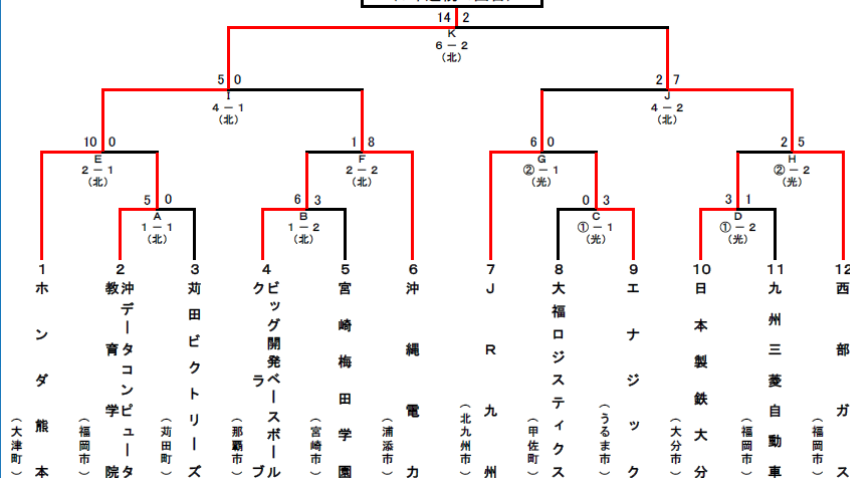 14 2
K
6－2
（北）
5 0
I
4－1
（北）
2 7
J
4－2
（北）
10 0
E
2－1
（北）
1 8
F
2－2
（北）
6 0
G
②－1
（光）
2 5
H
②－2
（光）
5 0
A
1－1
（北）
6 3
B
1－2
（北）
0 3
C
①－1
（光）
3 1
D
①－2
（光）
1
ホンダ熊本
（大津町）
2
沖データコンピュータ
教育学院
（福岡市）
3
苅田ビクトリーズ
（苅田町）
4
ビッグ開発ベースボール
クラブ
（那覇市）
5
宮崎梅田学園
（宮崎市）
6
沖縄電力
（浦添市）
7
JR九州
（北九州市）
8
大福ロジスティクス
（甲佐町）
9
エナジック
（うるま市）
10
日本製鉄大分
（大分市）
11
九州三菱自動車
（福岡市）
12
西部ガス
（福岡市）